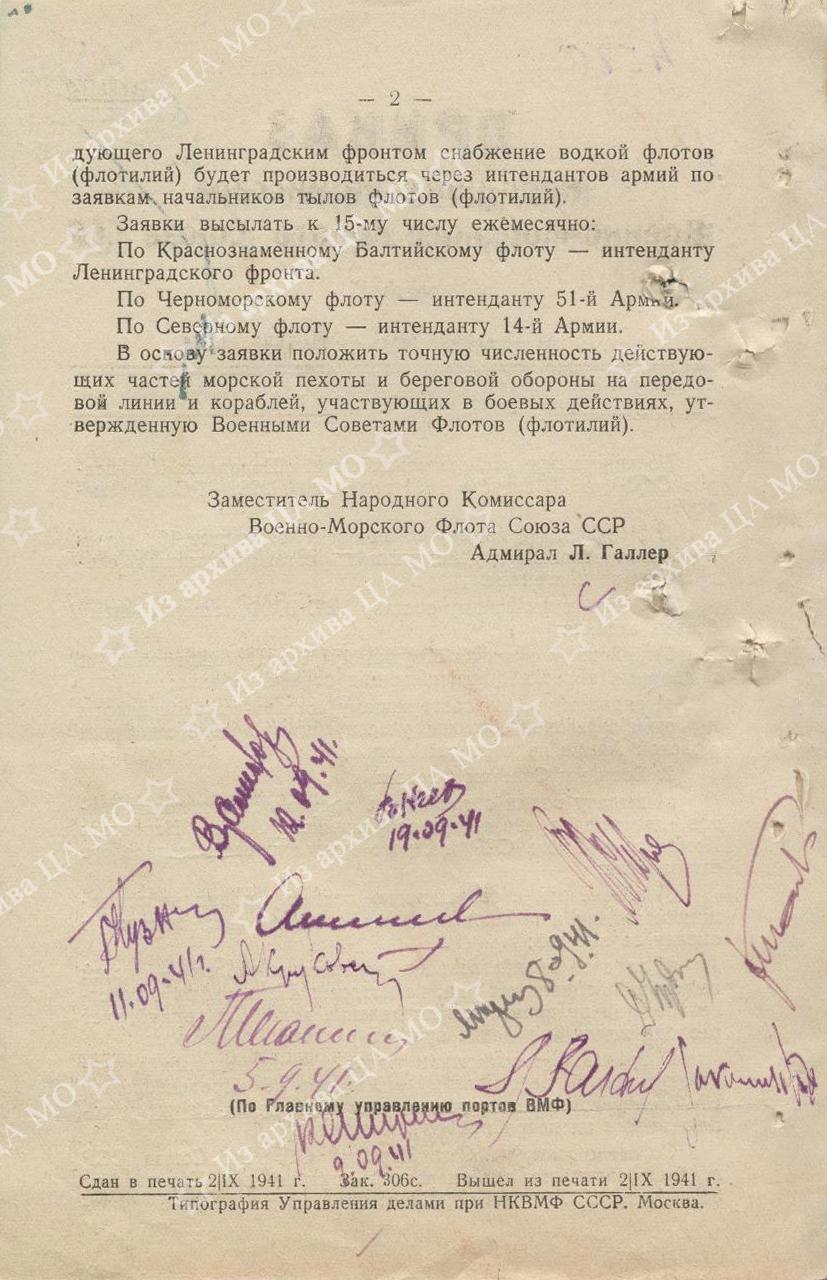 — 2 —
дующего Ленинградским фронтом снабжение водкой флотов
(флотилий) будет производиться через интендантов армий по
заявкам начальников тылов флотов (флотилий).
Заявки высылать к 15-му числу ежемесячно:
По Краснознаменному Балтийскому флоту — интенданту
Ленинградского фронта.
По Черноморскому флоту — интенданту 51-й Армии.
По Северному флоту — интенданту 14-й Армии.
В основу заявки положить точную численность действую-
щих частей морской пехоты и береговой обороны на передо-
вой линии и кораблей, участвующих в боевых действиях, ут-
вержденную Военными Советами Флотов (флотилий).
Заместитель Народного Комиссара
Военно-Морского Флота Союза ССР
Адмирал Л. Галлер
19-09-41
11-09-41г.
5.9.41.
(По Главному управлению портов ВМФ)
9.09.41
Сдан в печать 2|IX 1941 г. Зак. 306с. Вышел из печати 2|IX 1941 г.
Типография Управления делами при НКВМФ СССР. Москва.
Из архива ЦА МО